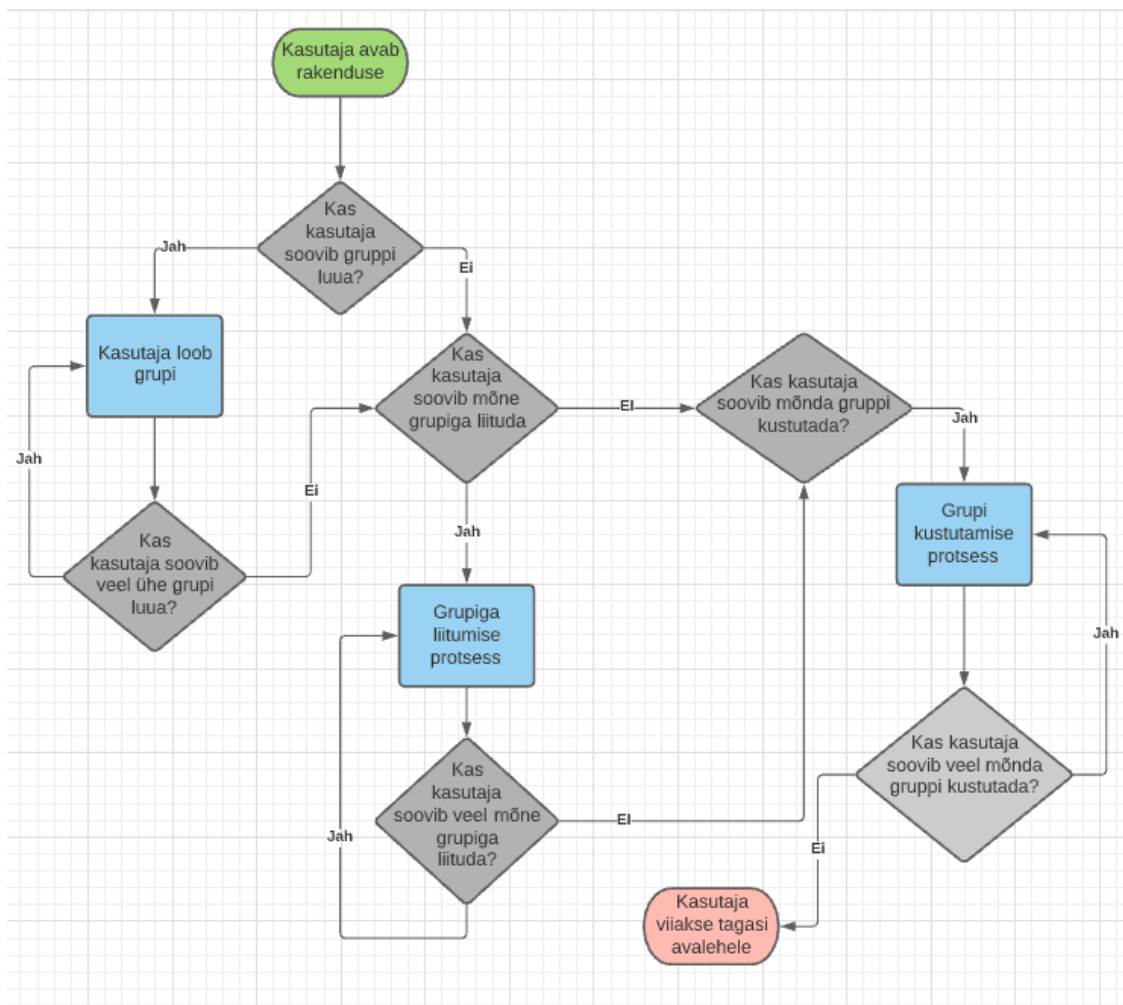 Kasutaja avab
rakenduse
Kas
kasutaja
soovib gruppi
luua?
Jah
Ei
Kasutaja loob
grupi
Kas
kasutaja
soovib mõne
grupiga liituda
Kas kasutaja
soovib mõnda gruppi
kustutada?
EI
Jah
Jah
Ei
Kas
kasutaja soovib
veel ühe grupi
luua?
Jah
Grupi
kustutamise
protsess
Grupiga
liitumise
protsess
Jah
Kas kasutaja
soovib veel mõnda
gruppi kustutada?
Kas
kasutaja
soovib veel mõne
grupiga
liituda?
Jah
EI
Ei
Kasutaja
viiakse tagasi
avalehele